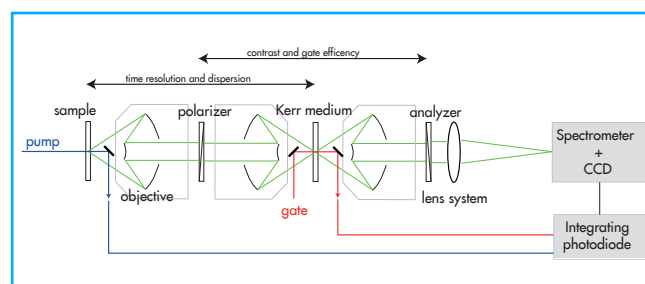 contrast and gate efficency
time resolution and dispersion
sample
polarizer
Kerr medium
analyzer
pump
objective
gate
lens system
Spectrometer
+
CCD
Integrating
photodiode